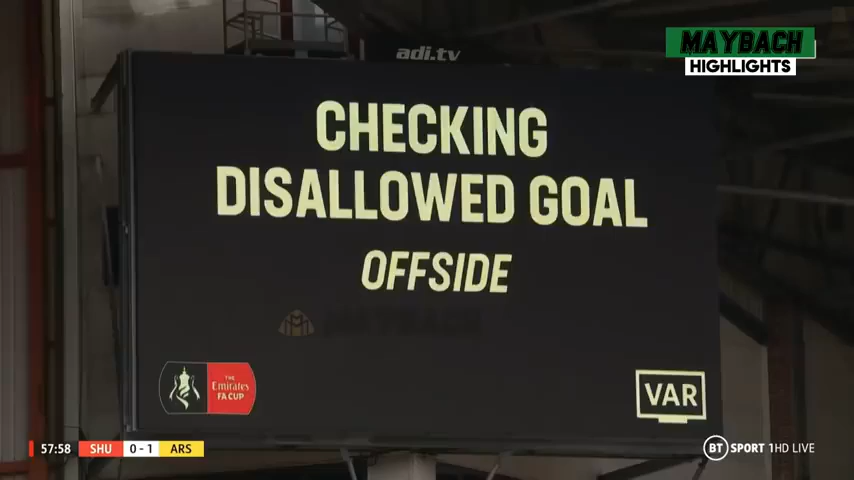 MAYBACH
HIGHLIGHTS
adi.tv
CHECKING
DISALLOWED GOAL
OFFSIDE
MAYBACH
THE
Emirates
FA CUP
VAR
57:58 SHU 0-1 ARS
BT SPORT 1HD LIVE